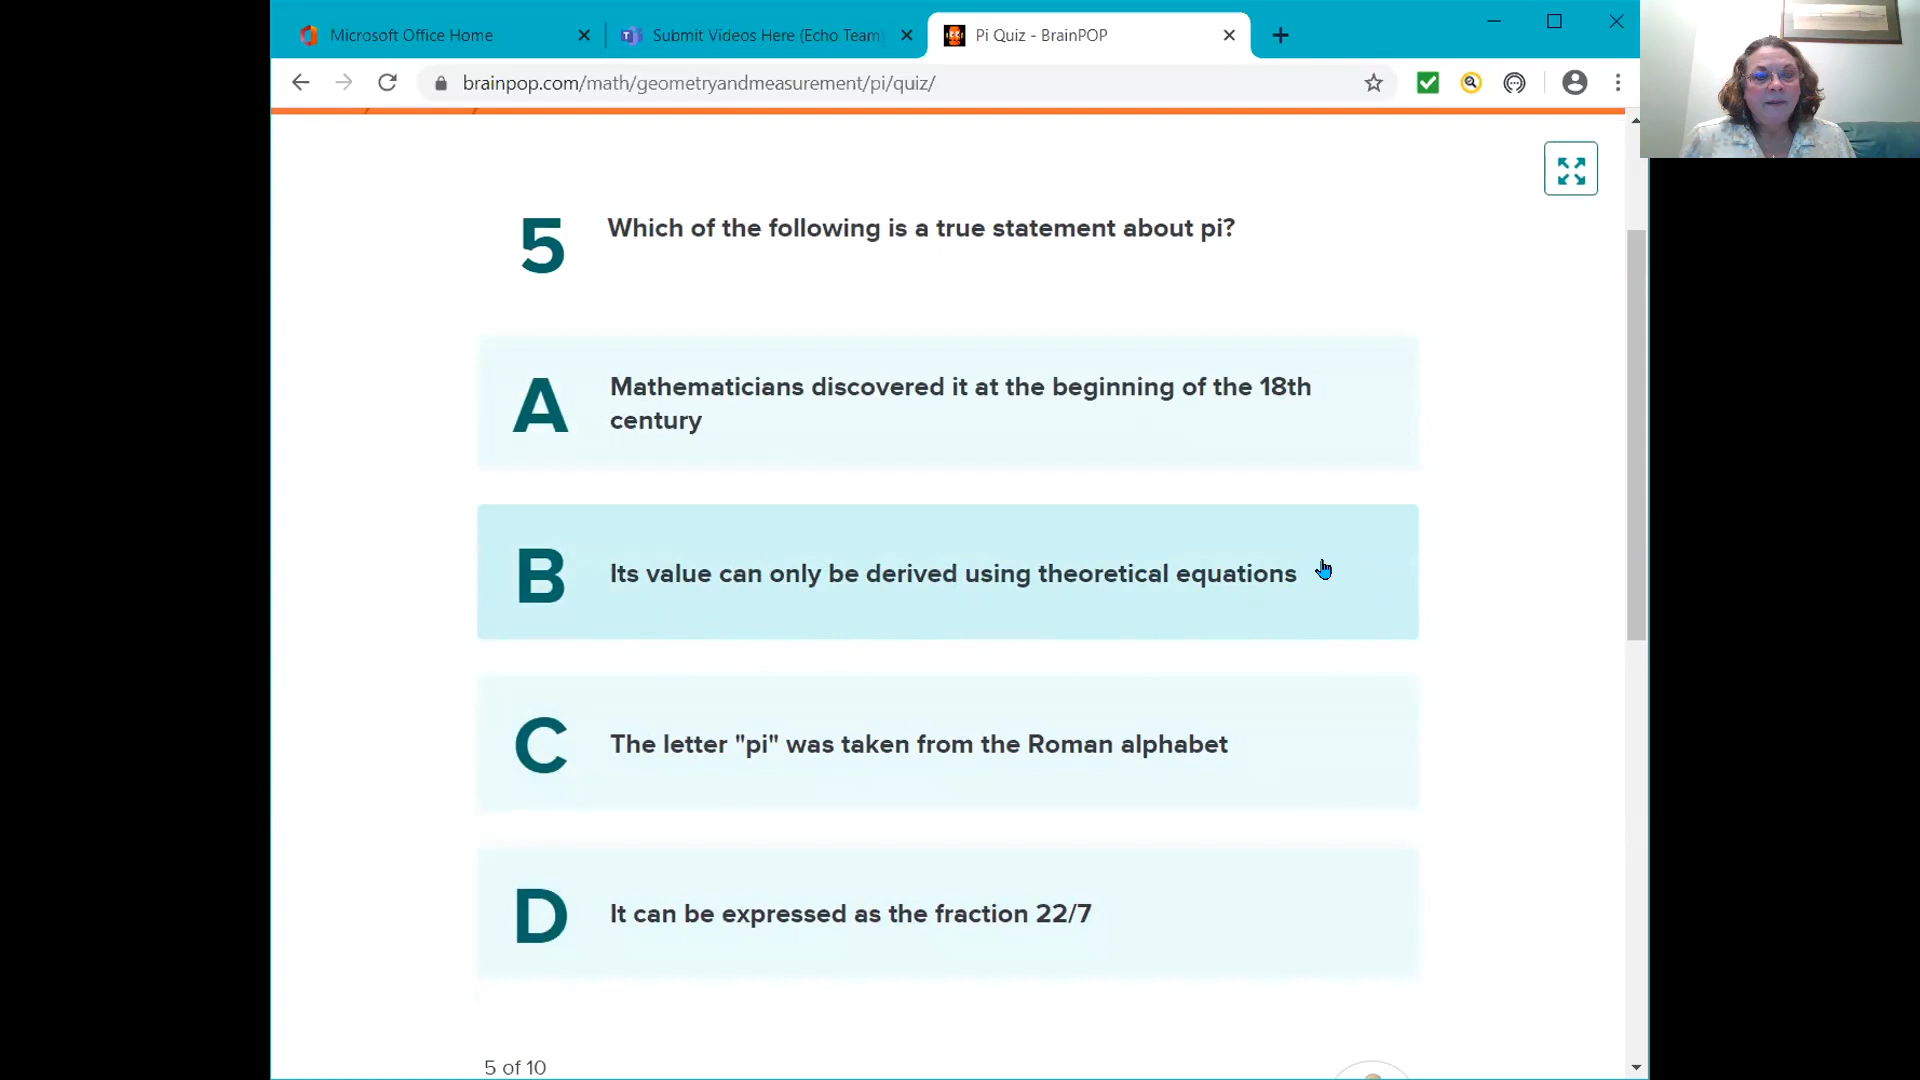 Microsoft Office Home
Submit Videos Here (Echo Team)
Pi Quiz - BrainPOP
brainpop.com/math/geometryandmeasurement/pi/quiz/
5
Which of the following is a true statement about pi?
A
Mathematicians discovered it at the beginning of the 18th
century
B
Its value can only be derived using theoretical equations
C
The letter "pi" was taken from the Roman alphabet
D
It can be expressed as the fraction 22/7
5 of 10